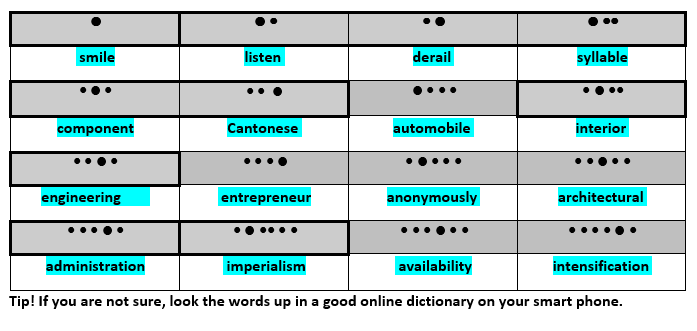 smile listen derail syllable
component Cantonese automobile interior
engineering entrepreneur anonymously architectural
administration imperialism availability intensification
Tip! If you are not sure, look the words up in a good online dictionary on your smart phone.